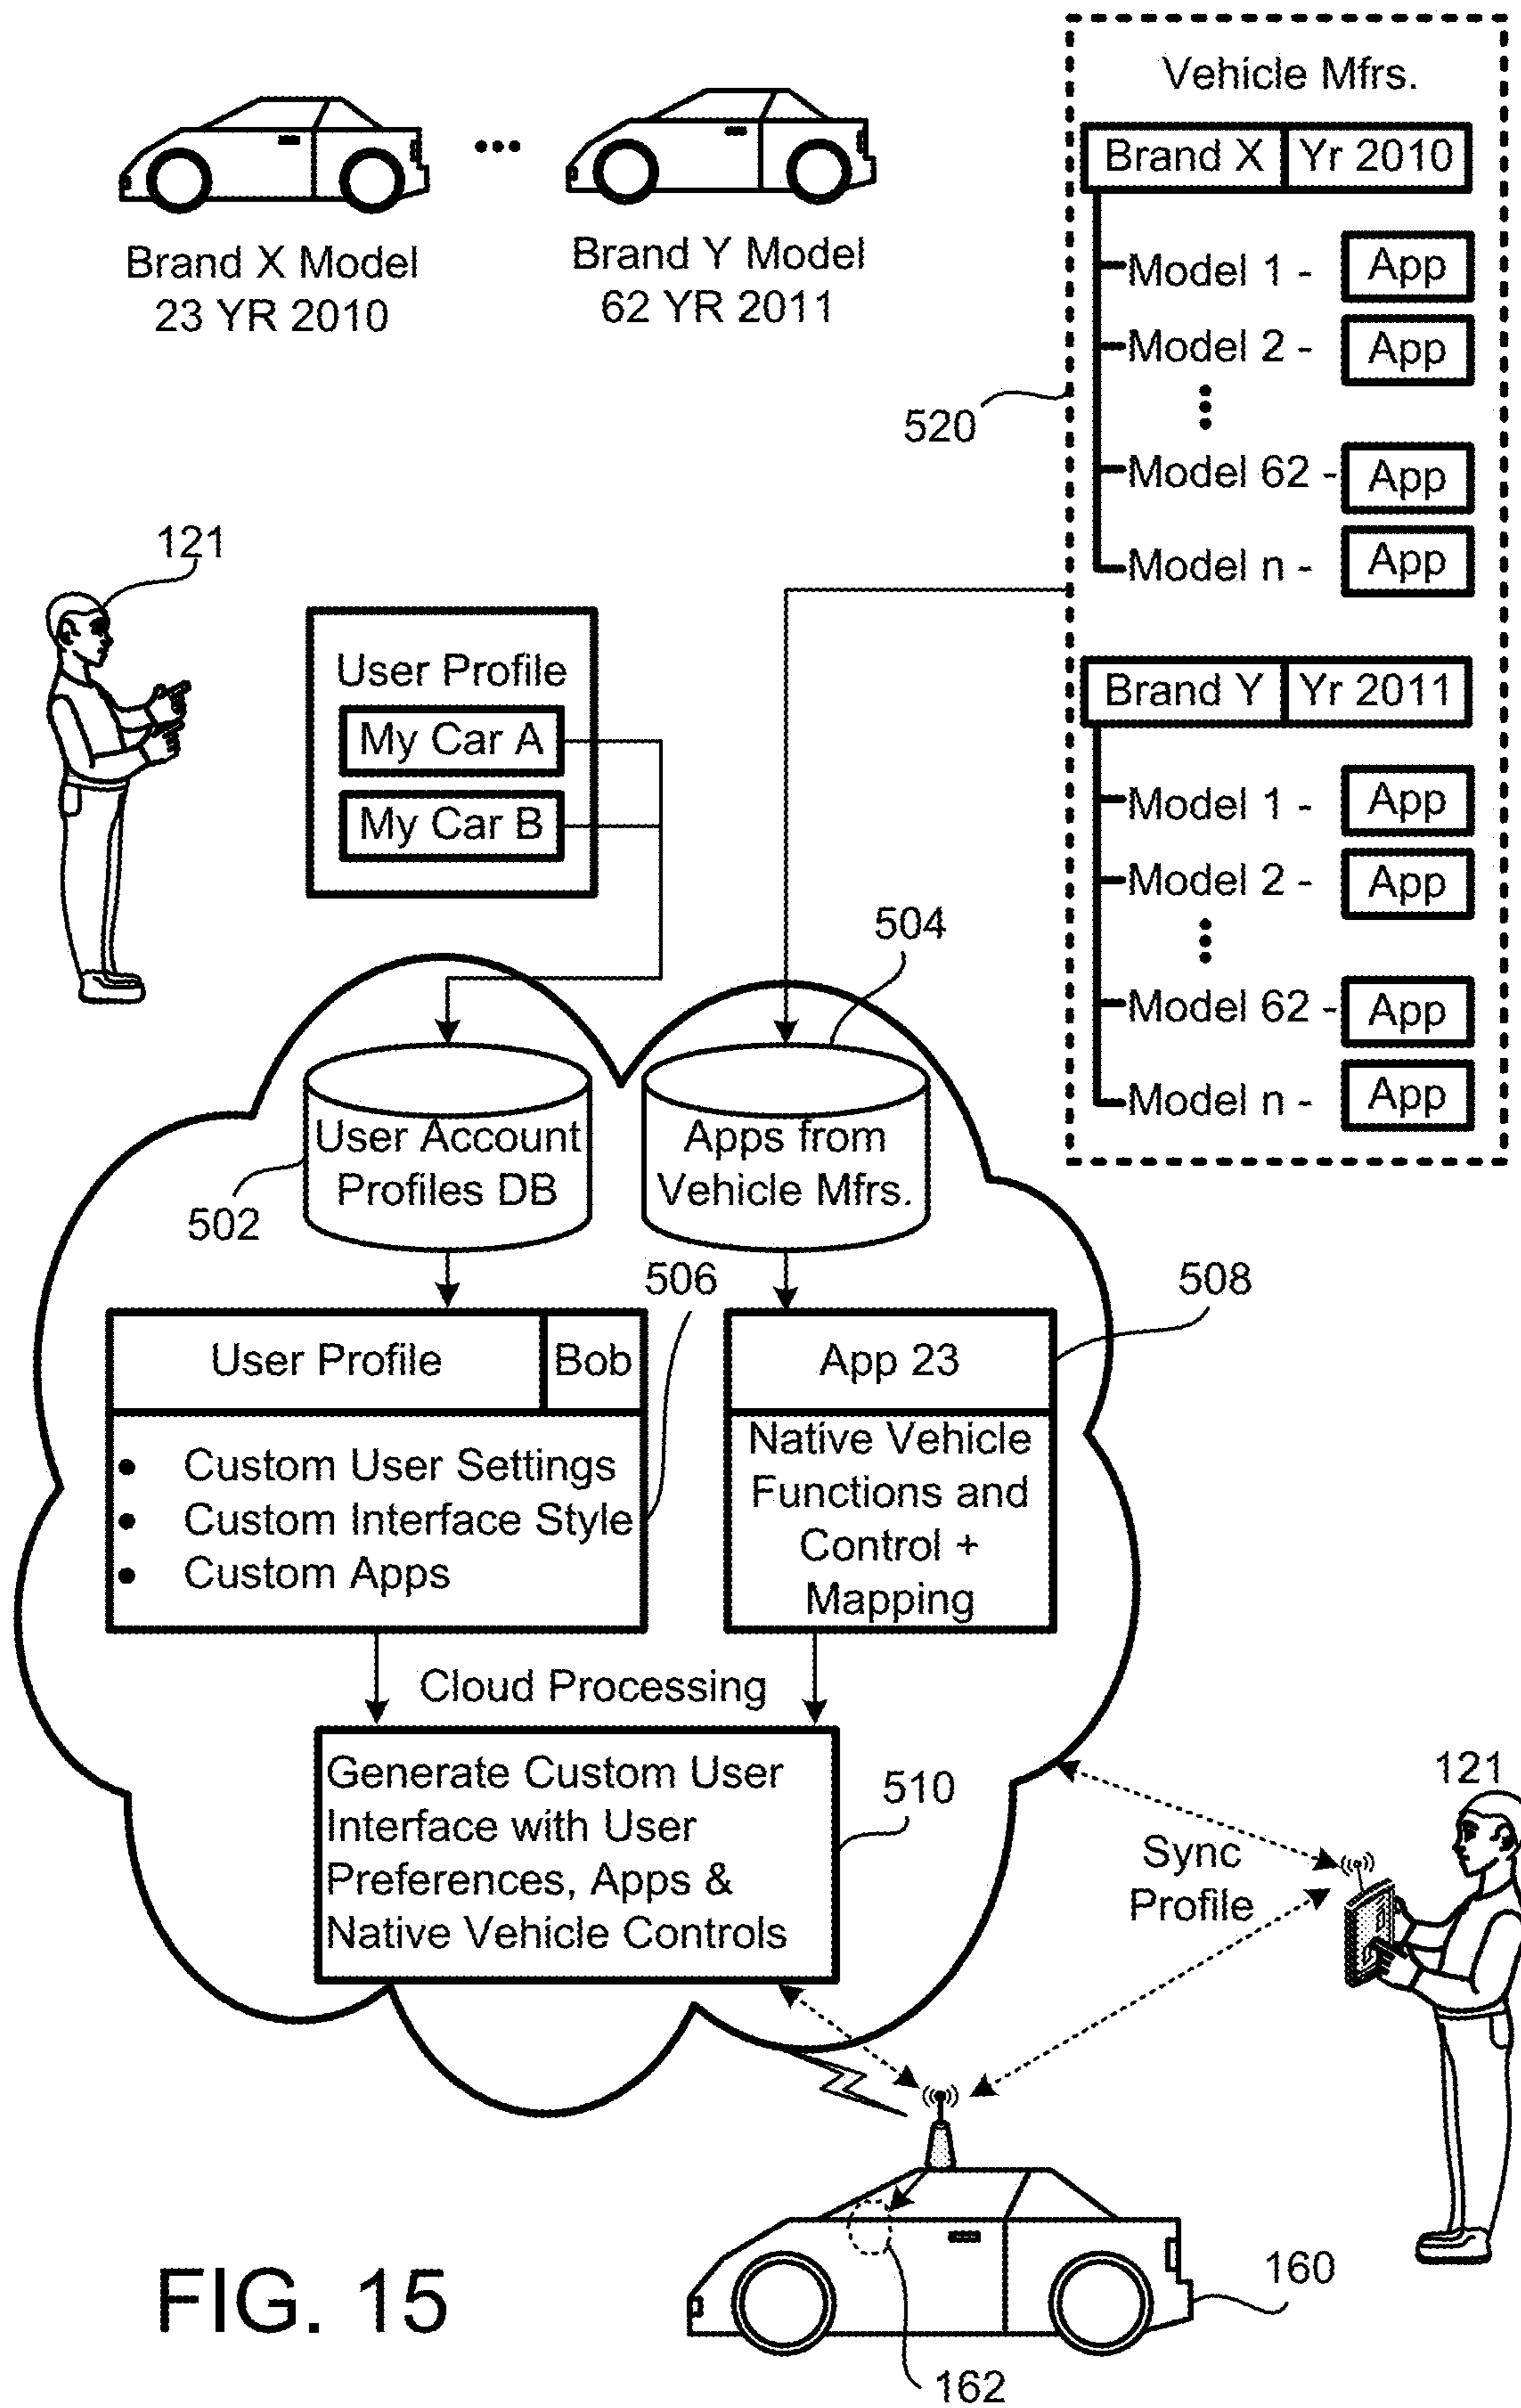 Brand X Model
23 YR 2010
Brand Y Model
62 YR 2011
Vehicle Mfrs.
Brand X Yr 2010
Model 1 - App
Model 2 - App
Model 62 - App
Model n - App
520
Brand Y Yr 2011
Model 1 - App
Model 2 - App
Model 62 - App
Model n - App
121
User Profile
My Car A
My Car B
504
User Account
Profiles DB
502
Apps from
Vehicle Mfrs.
506
508
User Profile Bob
• Custom User Settings
• Custom Interface Style
• Custom Apps
App 23
Native Vehicle
Functions and
Control +
Mapping
Cloud Processing
Generate Custom User
Interface with User
Preferences, Apps &
Native Vehicle Controls
510
Sync
Profile
121
160
162
FIG. 15